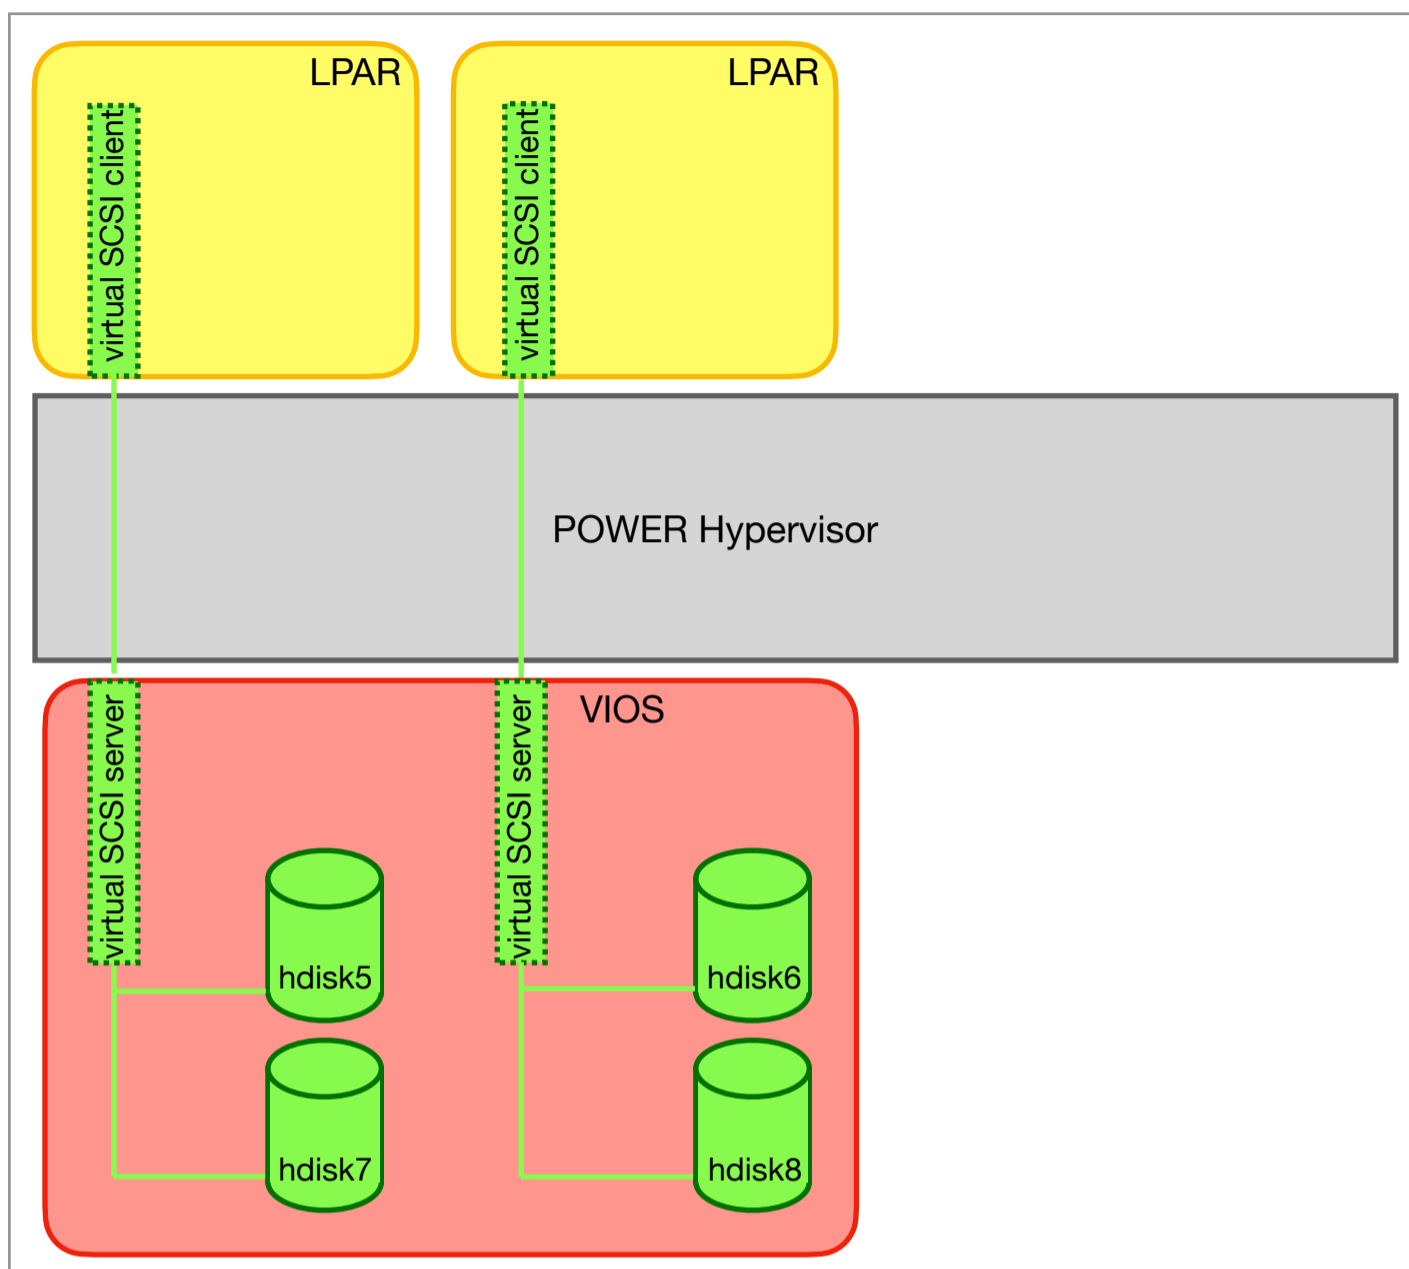 LPAR
LPAR
virtual SCSI client
virtual SCSI client
POWER Hypervisor
VIOS
virtual SCSI server
virtual SCSI server
hdisk5
hdisk6
hdisk7
hdisk8